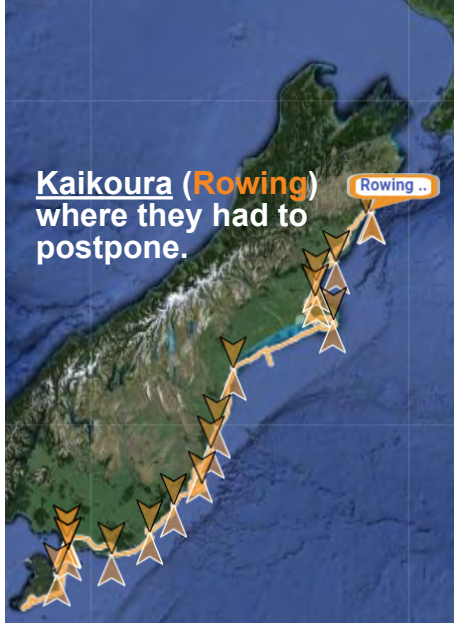 Kaikoura (Rowing)
where they had to
postpone.
Rowing ..